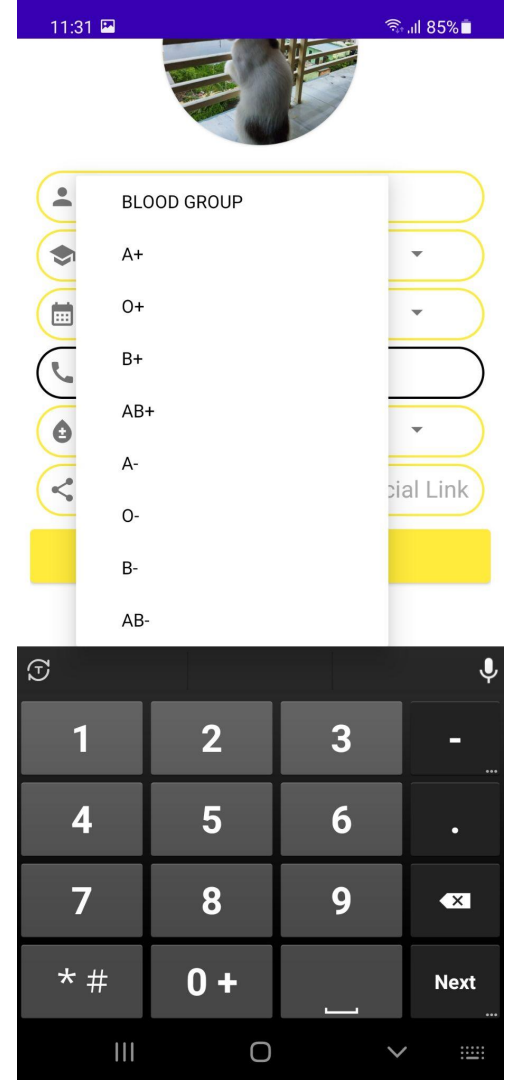 11:31
85%
BLOOD GROUP
A+
O+
B+
AB+
A-
O-
B-
AB-
Link
1 2 3 -
4 5 6 .
7 8 9
* # 0 + Next